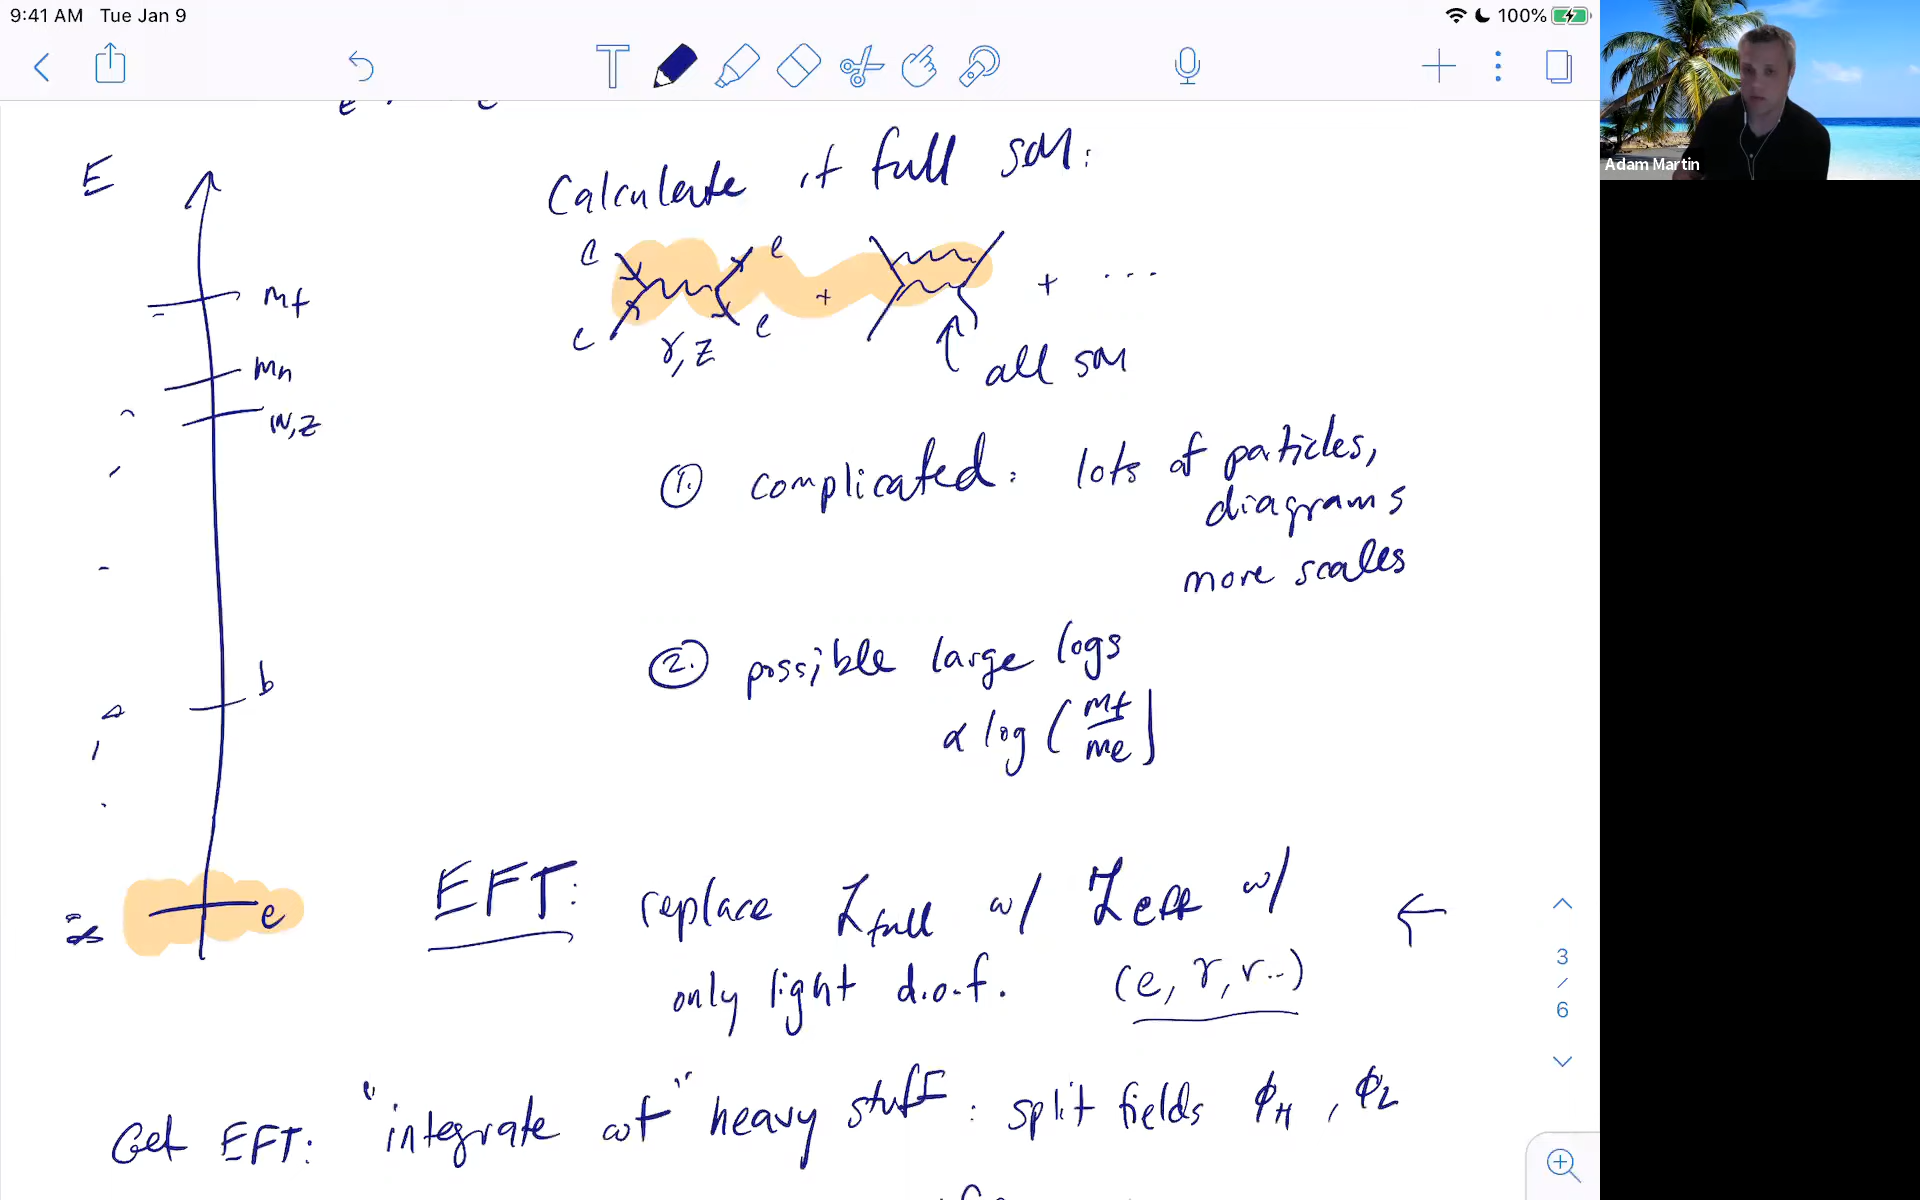 9:41 AM Tue Jan 9
100%
Adam Martin
E
mt
mh
W,Z
b
e
Calculate it full SM:
e e
+ + ...
e e
γ, Z
all SM
①. complicated: lots of particles,
diagrams
more scales
②. possible large logs
α log (mt/me)
EFT: replace Lfull w/ Leff w/
only light d.o.f. (e, γ, ν..)
Get EFT: "integrate out" heavy stuff: split fields ϕH, ϕL
3
/
6